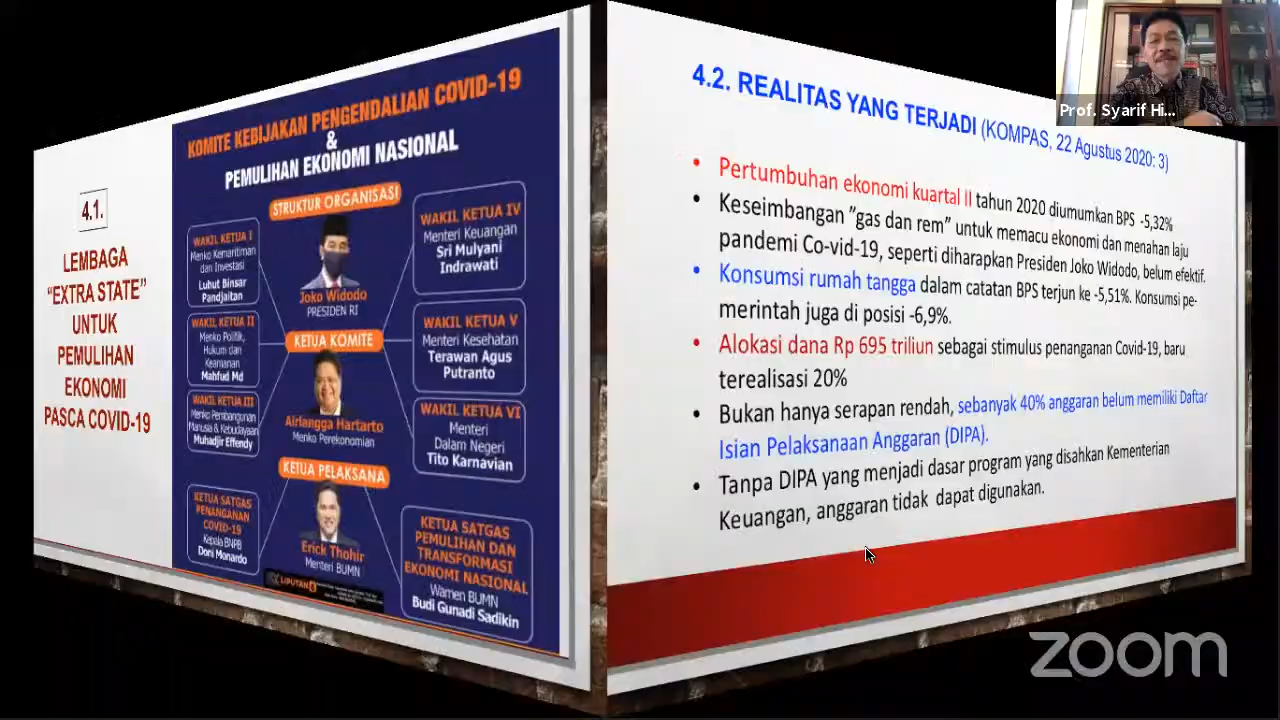 4.1.
LEMBAGA
“EXTRA STATE”
UNTUK
PEMULIHAN
EKONOMI
PASCA COVID-19
KOMITE KEBIJAKAN PENGENDALIAN COVID-19
&
PEMULIHAN EKONOMI NASIONAL
STRUKTUR ORGANISASI
WAKIL KETUA I
Menko Kemaritiman
dan Investasi
Luhut Binsar
Pandjaitan
WAKIL KETUA II
Menko Politik,
Hukum dan
Keamanan
Mahfud Md
WAKIL KETUA III
Menko Pembangunan
Manusia & Kebudayaan
Muhadjir Effendy
Joko Widodo
PRESIDEN RI
KETUA KOMITE
Airlangga Hartarto
Menko Perekonomian
KETUA PELAKSANA
Erick Thohir
Menteri BUMN
WAKIL KETUA IV
Menteri Keuangan
Sri Mulyani
Indrawati
WAKIL KETUA V
Menteri Kesehatan
Terawan Agus
Putranto
WAKIL KETUA VI
Menteri
Dalam Negeri
Tito Karnavian
KETUA SATGAS
PENANGANAN
COVID-19
Kepala BNPB
Doni Monardo
KETUA SATGAS
PEMULIHAN DAN
TRANSFORMASI
EKONOMI NASIONAL
Wamen BUMN
Budi Gunadi Sadikin
LIPUTAN6
4.2. REALITAS YANG TERJADI (KOMPAS, 22 Agustus 2020: 3)
• Pertumbuhan ekonomi kuartal II tahun 2020 diumumkan BPS -5,32%
• Keseimbangan ”gas dan rem” untuk memacu ekonomi dan menahan laju
pandemi Co-vid-19, seperti diharapkan Presiden Joko Widodo, belum efektif.
• Konsumsi rumah tangga dalam catatan BPS terjun ke -5,51%. Konsumsi pe-
merintah juga di posisi -6,9%.
• Alokasi dana Rp 695 triliun sebagai stimulus penanganan Covid-19, baru
terealisasi 20%
• Bukan hanya serapan rendah, sebanyak 40% anggaran belum memiliki Daftar
Isian Pelaksanaan Anggaran (DIPA).
• Tanpa DIPA yang menjadi dasar program yang disahkan Kementerian
Keuangan, anggaran tidak dapat digunakan.
Prof. Syarif Hi...
zoom